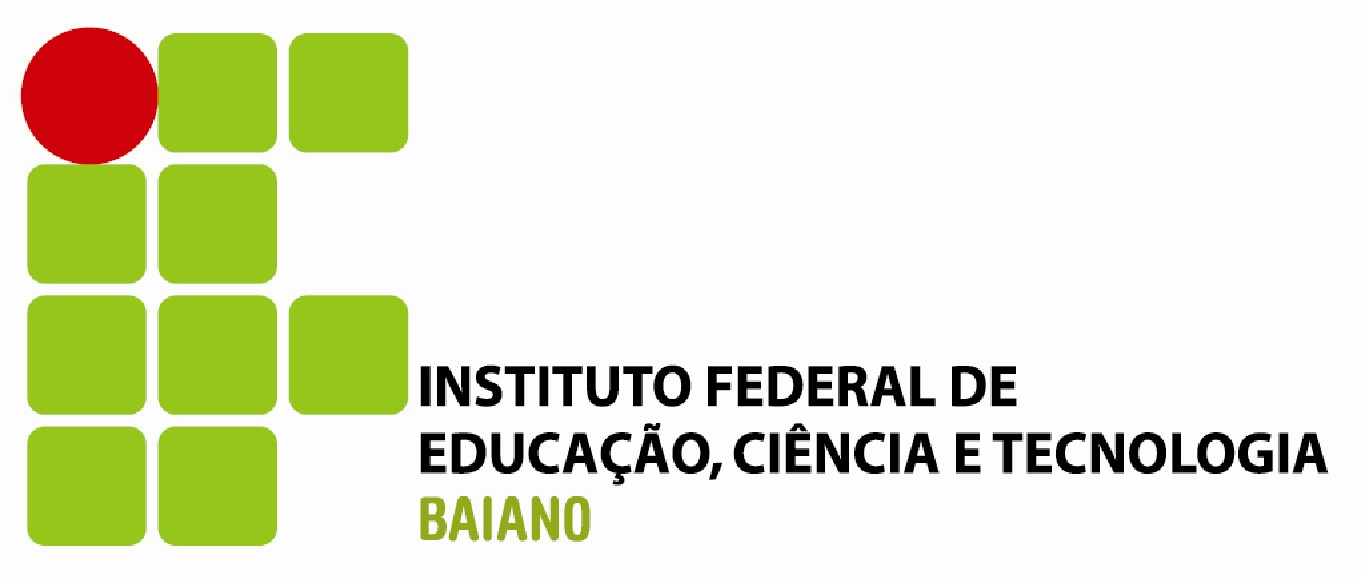 INSTITUTO FEDERAL DE
EDUCAÇÃO, CIÊNCIA E TECNOLOGIA
BAIANO